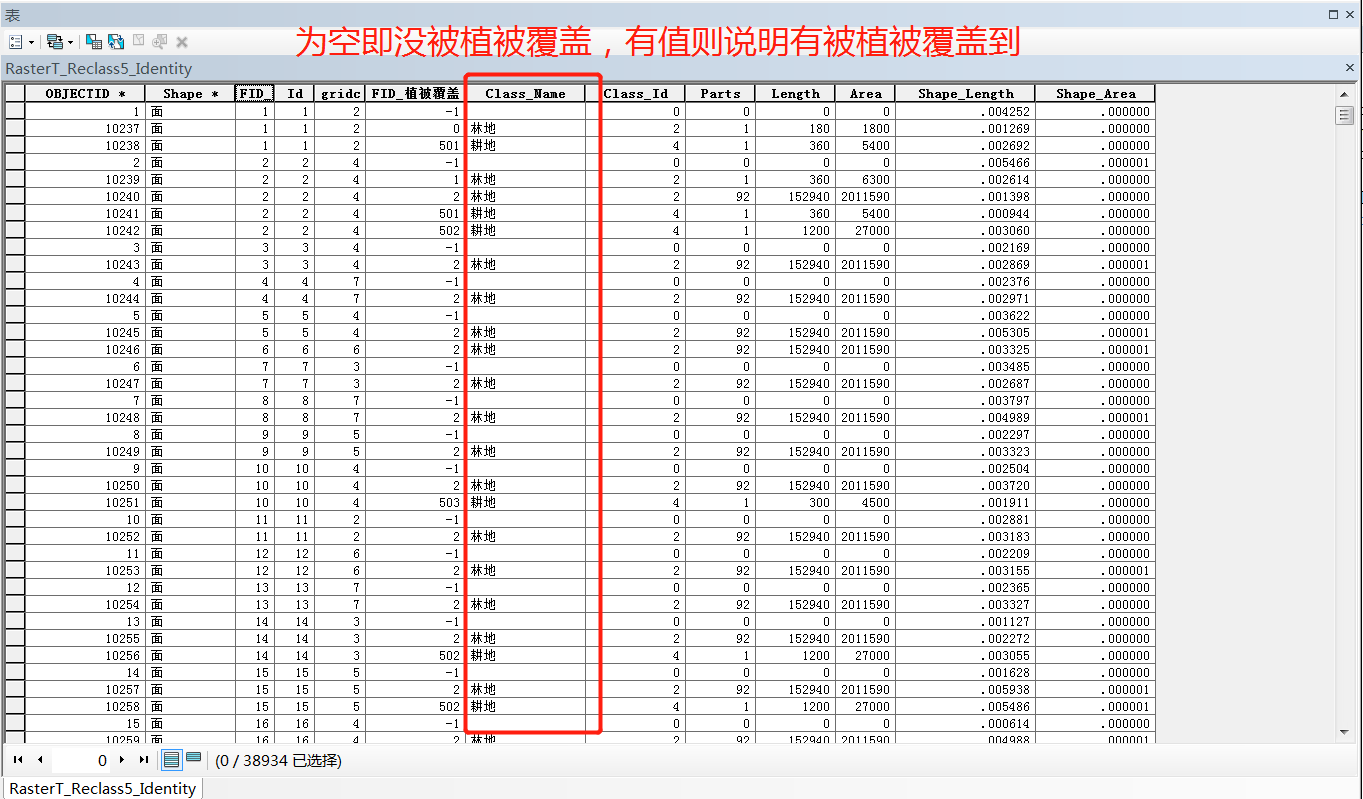 表
为空即没被植被覆盖，有值则说明有被植被覆盖到
RasterT_Reclass5_Identity
OBJECTID * Shape * FID_ Id gridc FID_植被覆盖 Class_Name Class_Id Parts Length Area Shape_Length Shape_Area
1 面 1 1 2 -1 0 0 0 0 .004252 .000000
10237 面 1 1 2 0 林地 2 1 180 1800 .001269 .000000
10238 面 1 1 2 501 耕地 4 1 360 5400 .002692 .000000
2 面 2 2 4 -1 0 0 0 0 .005466 .000001
10239 面 2 2 4 1 林地 2 1 360 6300 .002614 .000000
10240 面 2 2 4 2 林地 2 92 152940 2011590 .001398 .000000
10241 面 2 2 4 501 耕地 4 1 360 5400 .000944 .000000
10242 面 2 2 4 502 耕地 4 1 1200 27000 .003060 .000000
3 面 3 3 4 -1 0 0 0 0 .002169 .000000
10243 面 3 3 4 2 林地 2 92 152940 2011590 .002869 .000001
4 面 4 4 7 -1 0 0 0 0 .002376 .000000
10244 面 4 4 7 2 林地 2 92 152940 2011590 .002971 .000000
5 面 5 5 4 -1 0 0 0 0 .003622 .000000
10245 面 5 5 4 2 林地 2 92 152940 2011590 .005305 .000001
10246 面 6 6 6 2 林地 2 92 152940 2011590 .003325 .000001
6 面 7 7 3 -1 0 0 0 0 .003485 .000000
10247 面 7 7 3 2 林地 2 92 152940 2011590 .002687 .000000
7 面 8 8 7 -1 0 0 0 0 .003797 .000000
10248 面 8 8 7 2 林地 2 92 152940 2011590 .004989 .000001
8 面 9 9 5 -1 0 0 0 0 .002297 .000000
10249 面 9 9 5 2 林地 2 92 152940 2011590 .003323 .000000
9 面 10 10 4 -1 0 0 0 0 .002504 .000000
10250 面 10 10 4 2 林地 2 92 152940 2011590 .003720 .000000
10251 面 10 10 4 503 耕地 4 1 300 4500 .001911 .000000
10 面 11 11 2 -1 0 0 0 0 .002881 .000000
10252 面 11 11 2 2 林地 2 92 152940 2011590 .003183 .000000
11 面 12 12 6 -1 0 0 0 0 .002209 .000000
10253 面 12 12 6 2 林地 2 92 152940 2011590 .003155 .000001
12 面 13 13 7 -1 0 0 0 0 .002365 .000000
10254 面 13 13 7 2 林地 2 92 152940 2011590 .003327 .000000
13 面 14 14 3 -1 0 0 0 0 .001127 .000000
10255 面 14 14 3 2 林地 2 92 152940 2011590 .002272 .000000
10256 面 14 14 3 502 耕地 4 1 1200 27000 .003055 .000000
14 面 15 15 5 -1 0 0 0 0 .001628 .000000
10257 面 15 15 5 2 林地 2 92 152940 2011590 .005938 .000001
10258 面 15 15 5 502 耕地 4 1 1200 27000 .005486 .000001
15 面 16 16 4 -1 0 0 0 0 .000614 .000000
10259 面 16 16 4 2 林地 2 92 152940 2011590 .004988 .000001
0 (0 / 38934 已选择)
RasterT_Reclass5_Identity